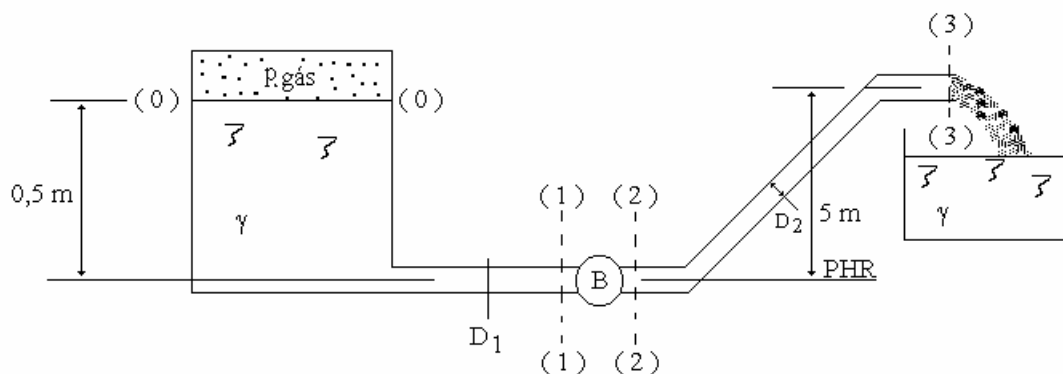 (3)
p gás
(0) (0)
(3)
0,5 m
(1) (2)
γ
D2
5 m
γ
B
PHR
D1
(1) (2)